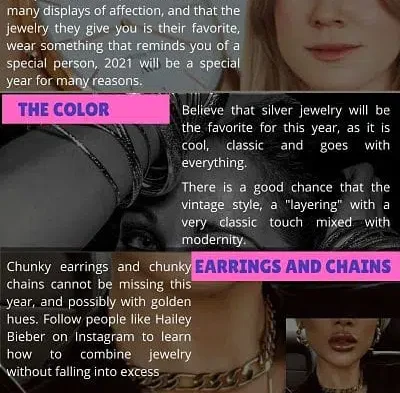 many displays of affection, and that the
jewelry they give you is their favorite,
wear something that reminds you of a
special person, 2021 will be a special
year for many reasons.
THE COLOR
Believe that silver jewelry will be
the favorite for this year, as it is
cool, classic and goes with
everything.
There is a good chance that the
vintage style, a "layering" with a
very classic touch mixed with
modernity.
EARRINGS AND CHAINS
Chunky earrings and chunky
chains cannot be missing this
year, and possibly with golden
hues. Follow people like Hailey
Bieber on Instagram to learn
how to combine jewelry
without falling into excess